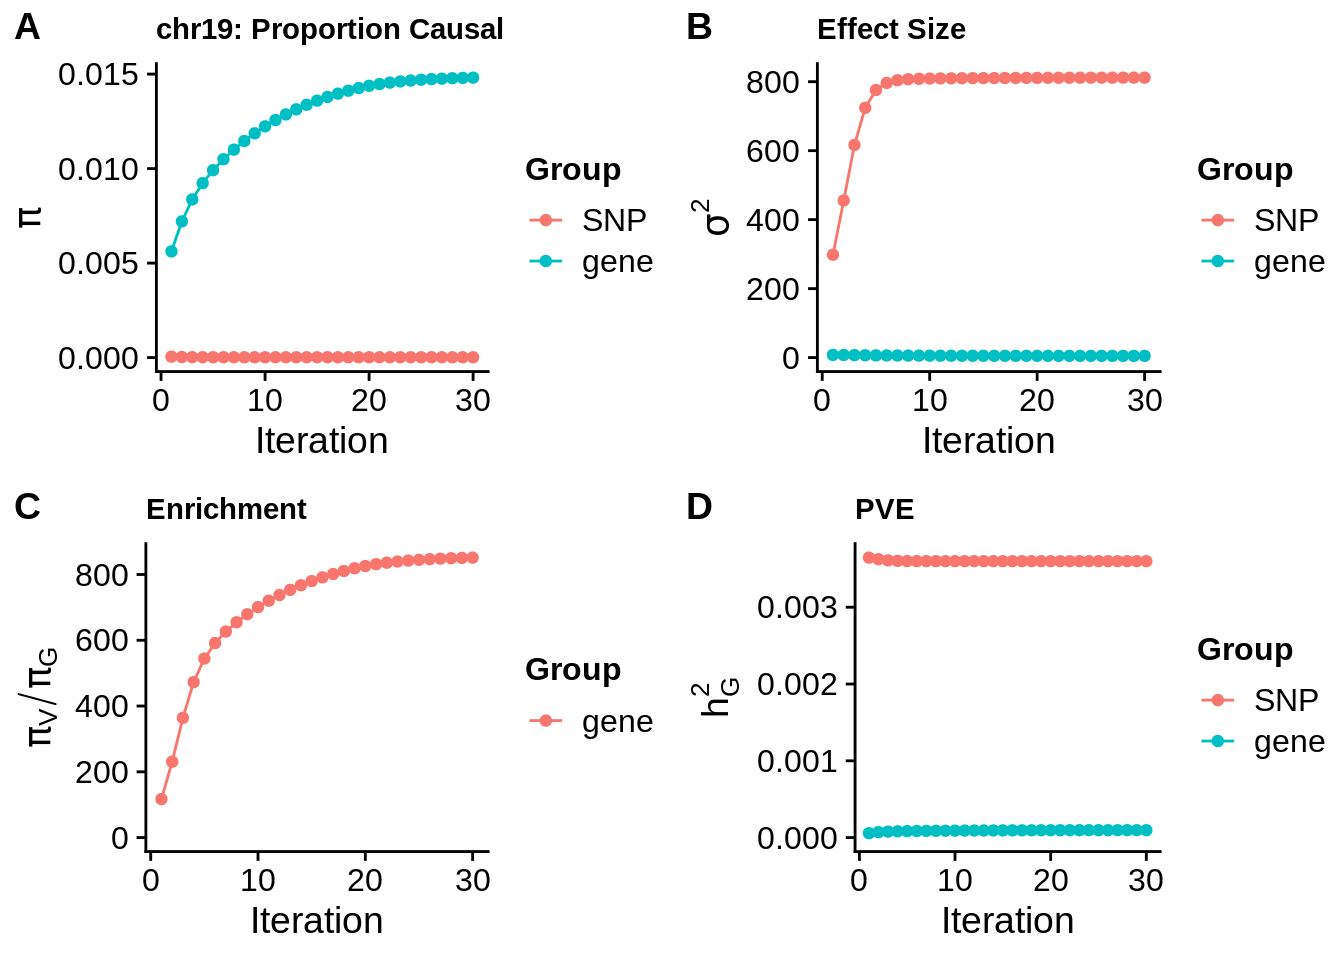 A
chr19: Proportion Causal
0.015
0.010
0.005
0.000
π
0
10
20
30
Iteration
Group
SNP
gene
B
Effect Size
800
600
400
200
0
σ²
0
10
20
30
Iteration
Group
SNP
gene
C
Enrichment
800
600
400
200
0
π_V/π_G
0
10
20
30
Iteration
Group
gene
D
PVE
0.003
0.002
0.001
0.000
h²_G
0
10
20
30
Iteration
Group
SNP
gene